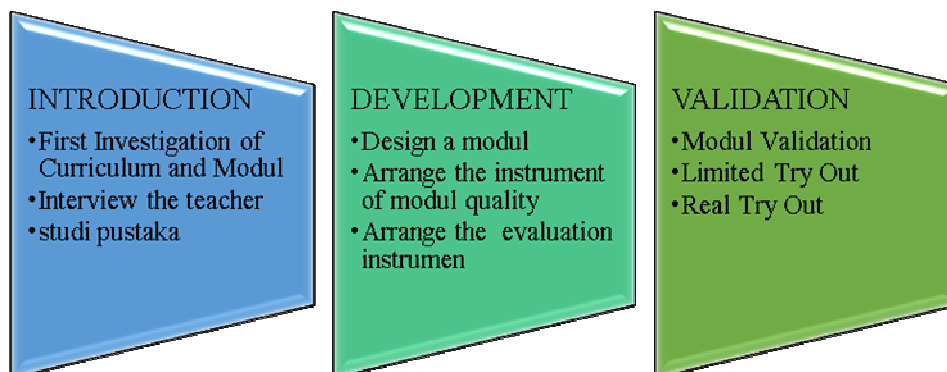 INTRODUCTION
•First Investigation of
Curriculum and Modul
•Interview the teacher
•studi pustaka
DEVELOPMENT
•Design a modul
•Arrange the instrument
of modul quality
•Arrange the evaluation
instrumen
VALIDATION
•Modul Validation
•Limited Try Out
•Real Try Out